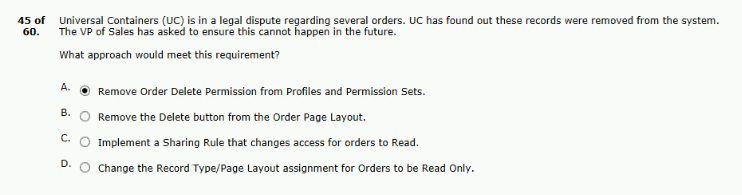 45 of Universal Containers (UC) is in a legal dispute regarding several orders. UC has found out these records were removed from the system.
60. The VP of Sales has asked to ensure this cannot happen in the future.
What approach would meet this requirement?
A. Remove Order Delete Permission from Profiles and Permission Sets.
B. Remove the Delete button from the Order Page Layout.
C. Implement a Sharing Rule that changes access for orders to Read.
D. Change the Record Type/Page Layout assignment for Orders to be Read Only.